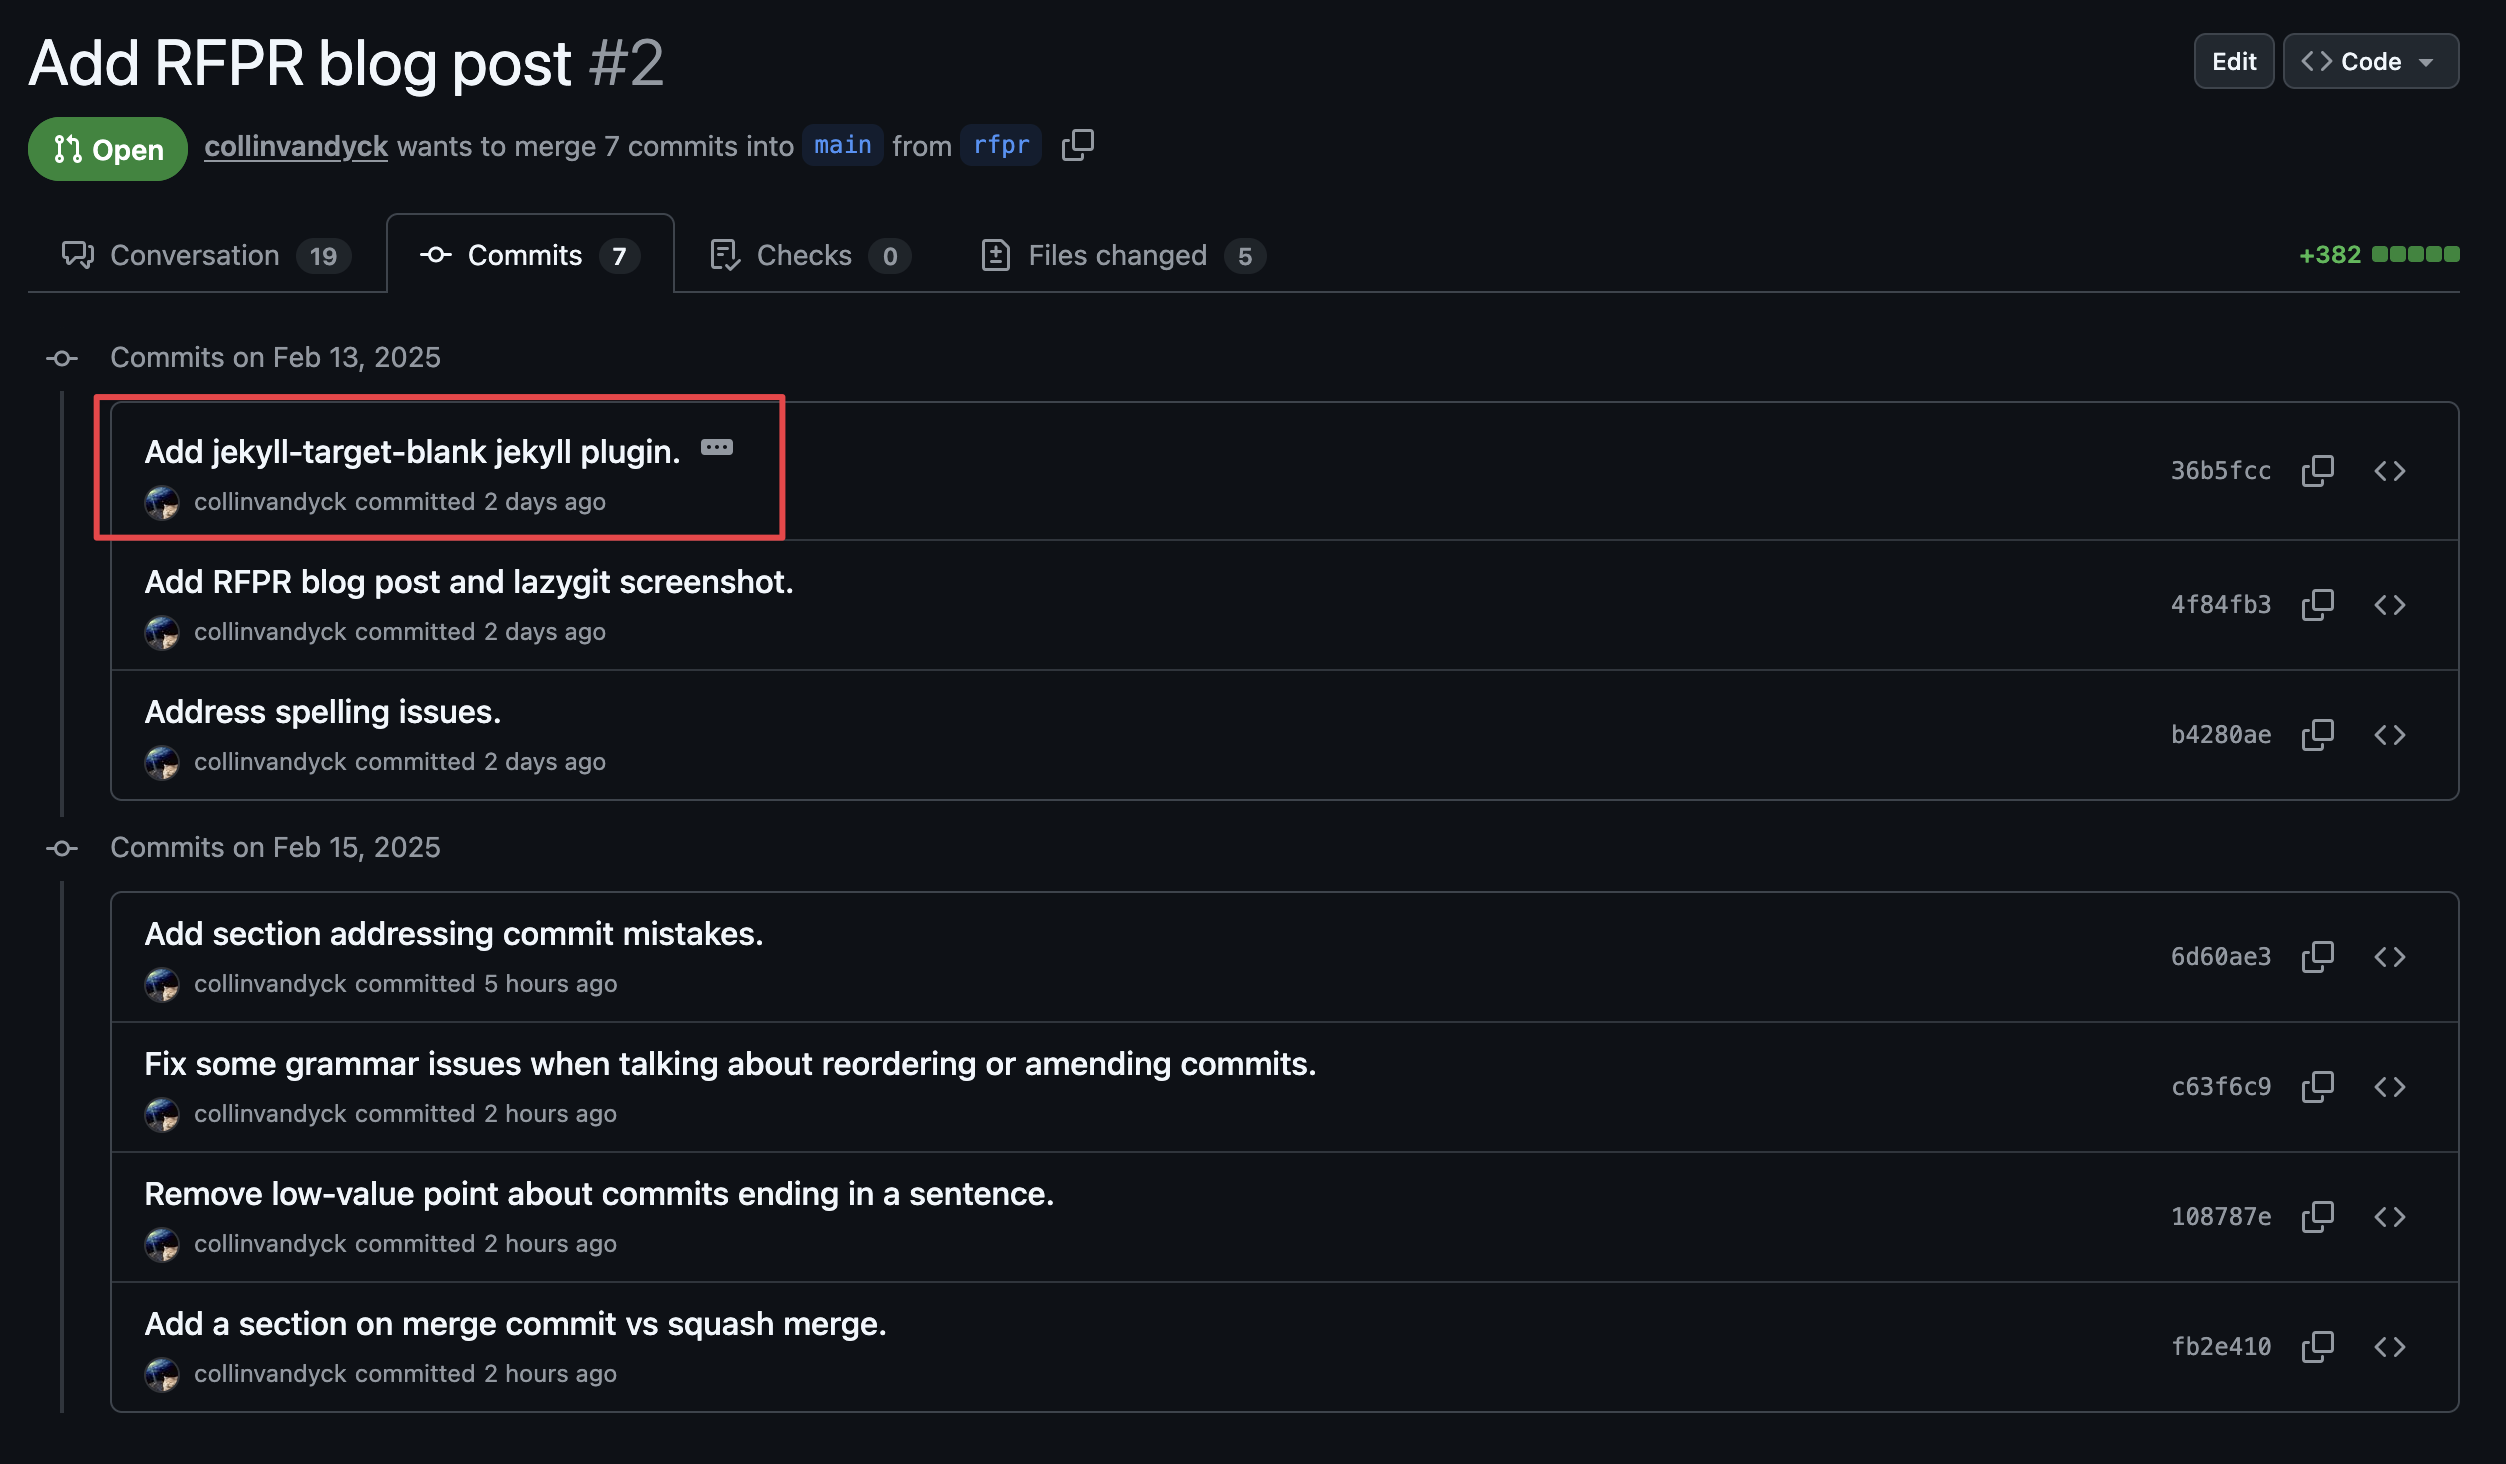 Add RFPR blog post #2
Edit
Code
Open
collinvandyck wants to merge 7 commits into main from rfpr
Conversation 19
Commits 7
Checks 0
Files changed 5
+382
Commits on Feb 13, 2025
Add jekyll-target-blank jekyll plugin.
collinvandyck committed 2 days ago
36b5fcc
Add RFPR blog post and lazygit screenshot.
collinvandyck committed 2 days ago
4f84fb3
Address spelling issues.
collinvandyck committed 2 days ago
b4280ae
Commits on Feb 15, 2025
Add section addressing commit mistakes.
collinvandyck committed 5 hours ago
6d60ae3
Fix some grammar issues when talking about reordering or amending commits.
collinvandyck committed 2 hours ago
c63f6c9
Remove low-value point about commits ending in a sentence.
collinvandyck committed 2 hours ago
108787e
Add a section on merge commit vs squash merge.
collinvandyck committed 2 hours ago
fb2e410